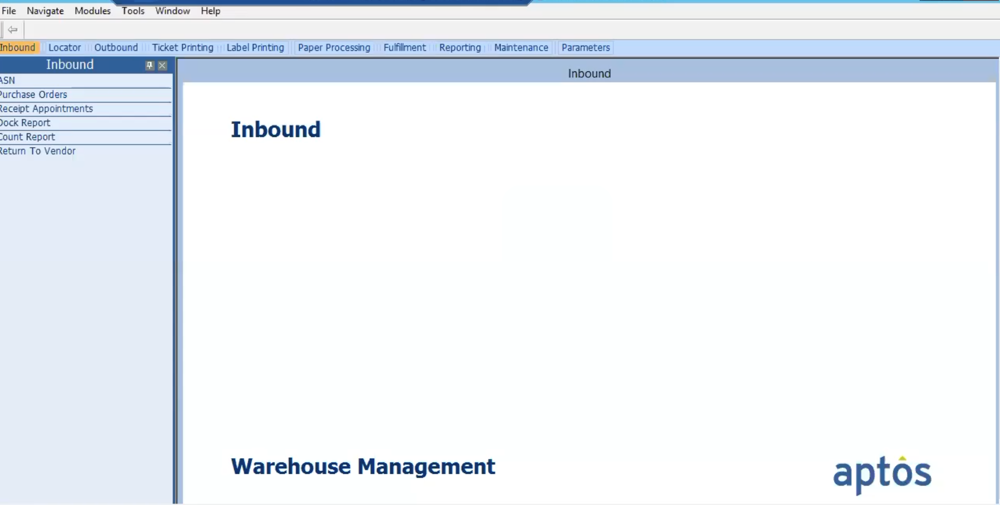 File Navigate Modules Tools Window Help
Inbound Locator Outbound Ticket Printing Label Printing Paper Processing Fulfillment Reporting Maintenance Parameters
Inbound
Inbound
ASN
Purchase Orders
Receipt Appointments
Dock Report
Count Report
Return To Vendor
Inbound
Warehouse Management
aptôs